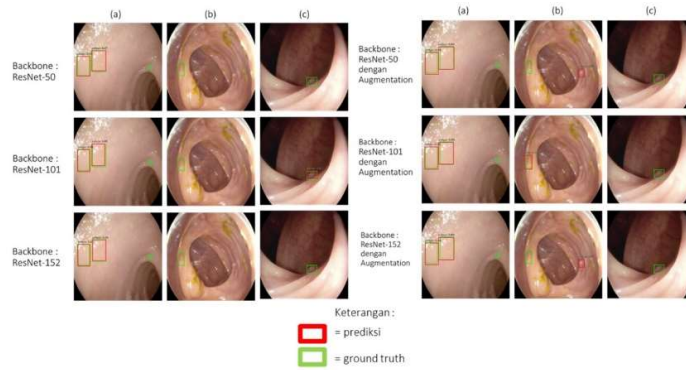 (a) (b) (c)
Backbone :
ResNet-50
Backbone :
ResNet-101
Backbone :
ResNet-152
(a) (b) (c)
Backbone :
ResNet-50
dengan
Augmentation
Backbone :
ResNet-101
dengan
Augmentation
Backbone :
ResNet-152
dengan
Augmentation
Keterangan :
= prediksi
= ground truth